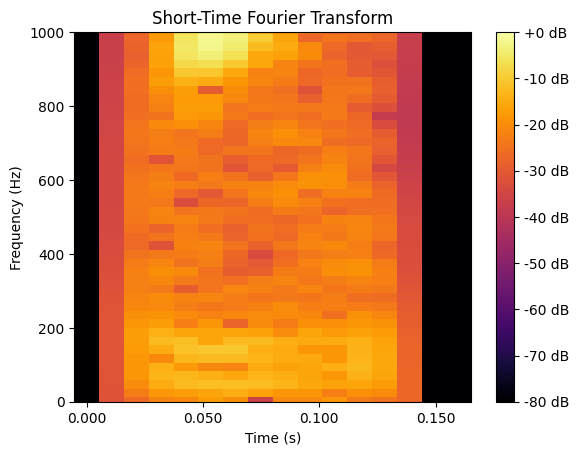 Short-Time Fourier Transform
1000
800
600
400
200
0
Frequency (Hz)
0.000
0.050
0.100
0.150
Time (s)
+0 dB
-10 dB
-20 dB
-30 dB
-40 dB
-50 dB
-60 dB
-70 dB
-80 dB